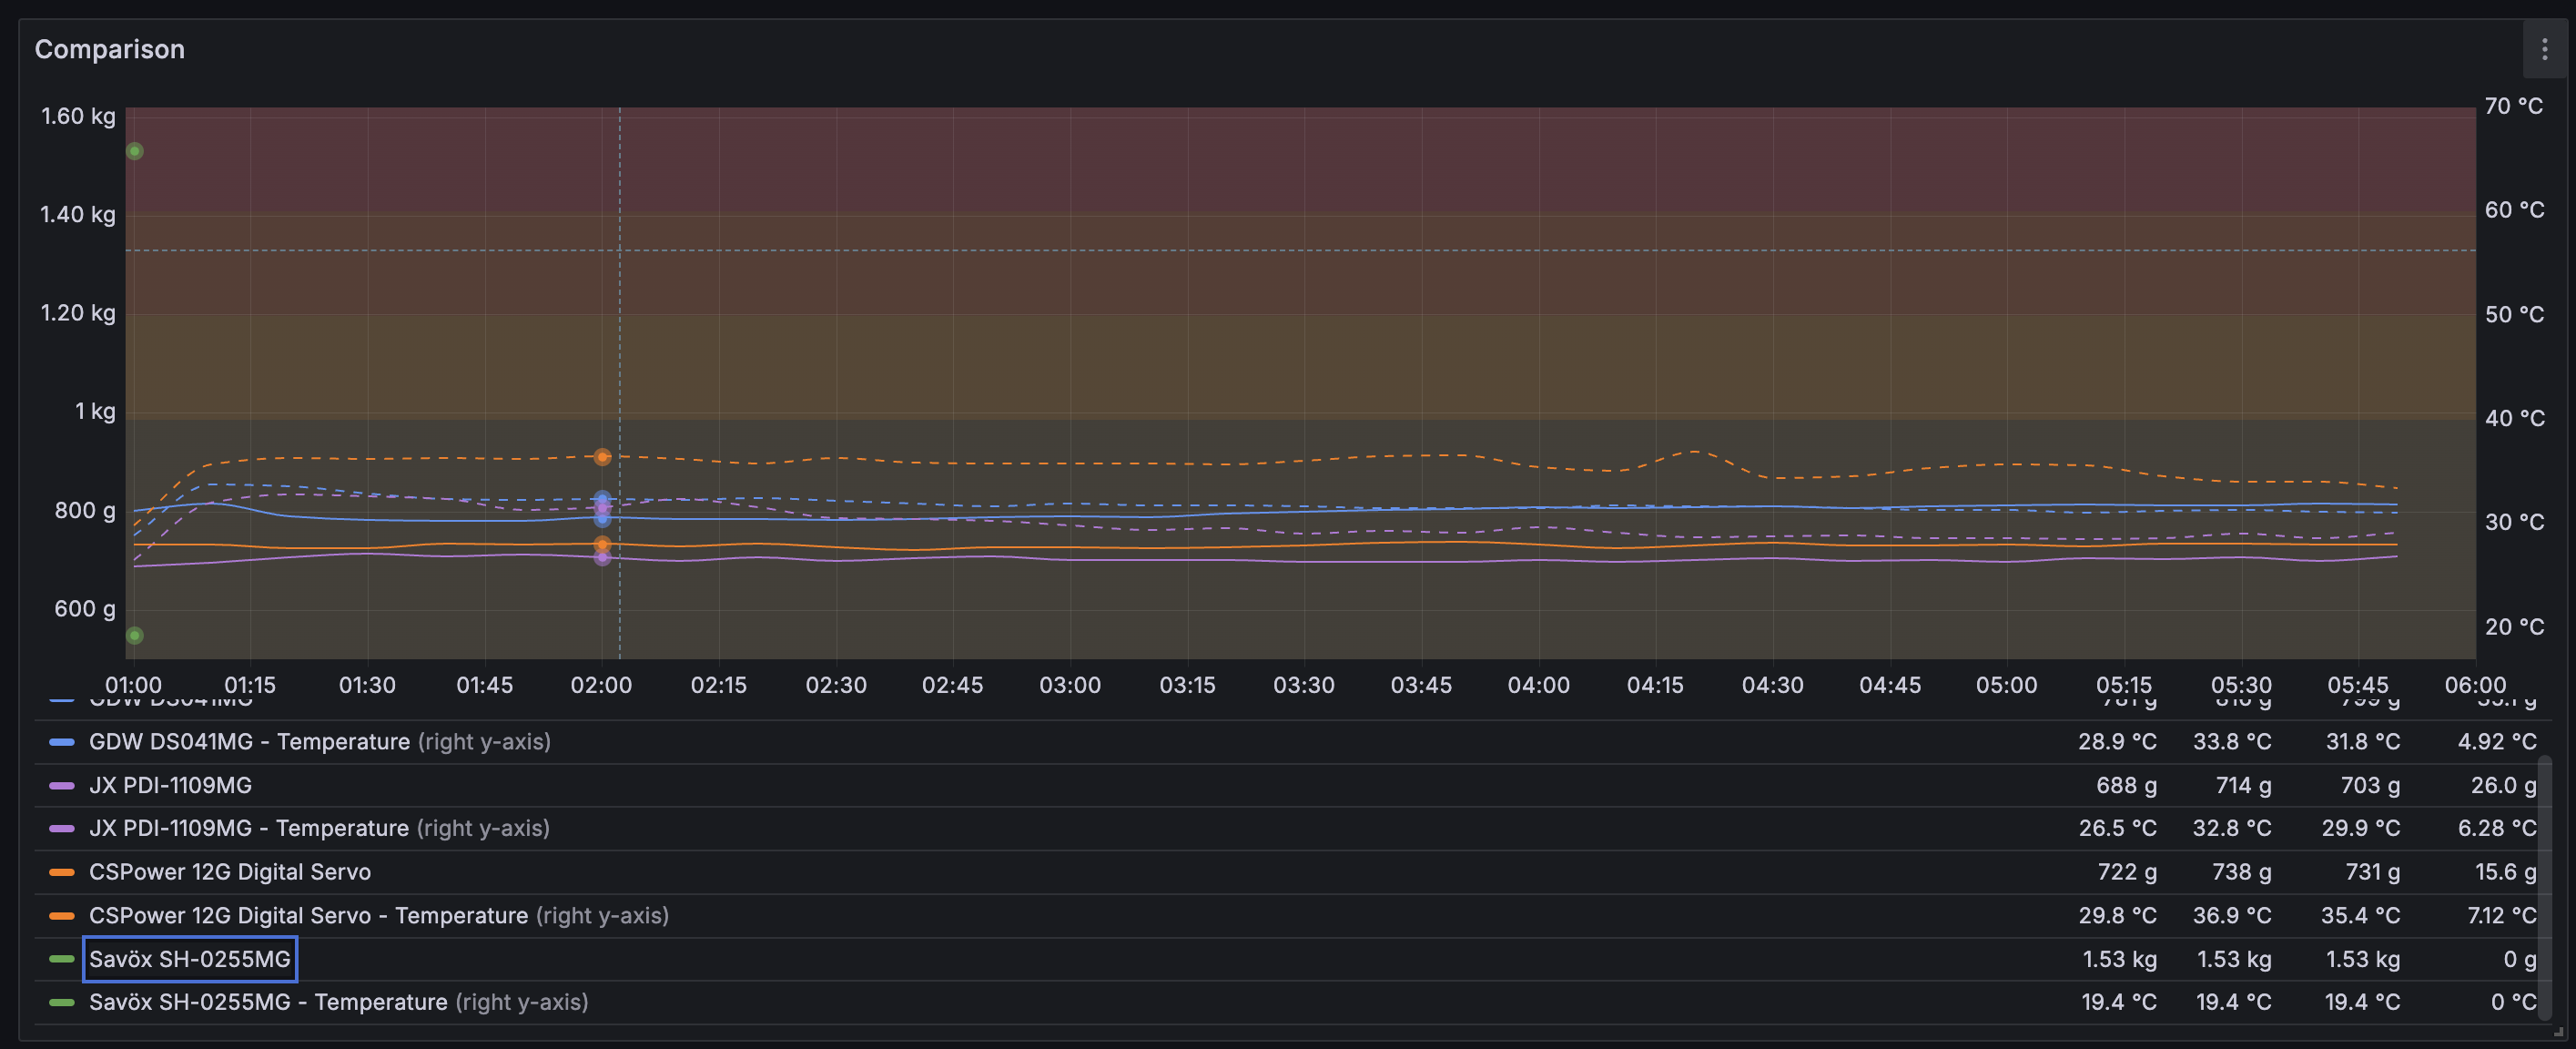 Comparison
1.60 kg
1.40 kg
1.20 kg
1 kg
800 g
600 g
70 °C
60 °C
50 °C
40 °C
30 °C
20 °C
01:00 01:15 01:30 01:45 02:00 02:15 02:30 02:45 03:00 03:15 03:30 03:45 04:00 04:15 04:30 04:45 05:00 05:15 05:30 05:45 06:00
GDW DS041MG 781 g 816 g 799 g
GDW DS041MG - Temperature (right y-axis) 28.9 °C 33.8 °C 31.8 °C 4.92 °C
JX PDI-1109MG 688 g 714 g 703 g 26.0 g
JX PDI-1109MG - Temperature (right y-axis) 26.5 °C 32.8 °C 29.9 °C 6.28 °C
CSPower 12G Digital Servo 722 g 738 g 731 g 15.6 g
CSPower 12G Digital Servo - Temperature (right y-axis) 29.8 °C 36.9 °C 35.4 °C 7.12 °C
Savöx SH-0255MG 1.53 kg 1.53 kg 1.53 kg 0 g
Savöx SH-0255MG - Temperature (right y-axis) 19.4 °C 19.4 °C 19.4 °C 0 °C